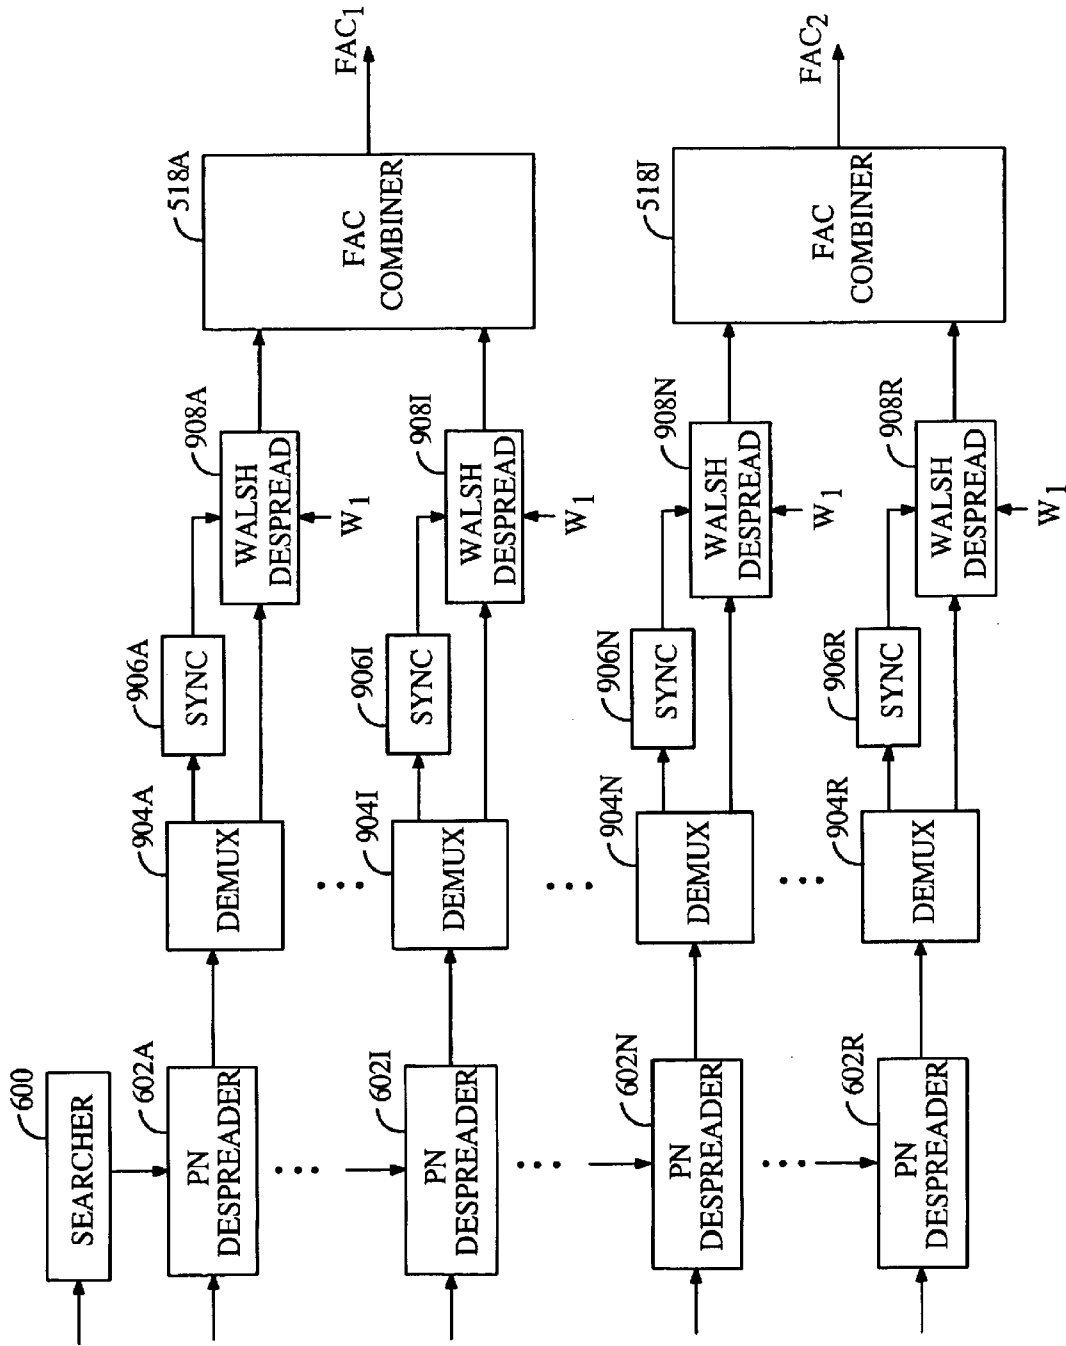 600
SEARCHER
602A
PN
DESPREADER
904A
DEMUX
906A
SYNC
908A
WALSH
DESPREAD
W1
518A
FAC
COMBINER
FAC1
602I
PN
DESPREADER
904I
DEMUX
906I
SYNC
908I
WALSH
DESPREAD
W1
602N
PN
DESPREADER
904N
DEMUX
906N
SYNC
908N
WALSH
DESPREAD
W1
518J
FAC
COMBINER
FAC2
602R
PN
DESPREADER
904R
DEMUX
906R
SYNC
908R
WALSH
DESPREAD
W1